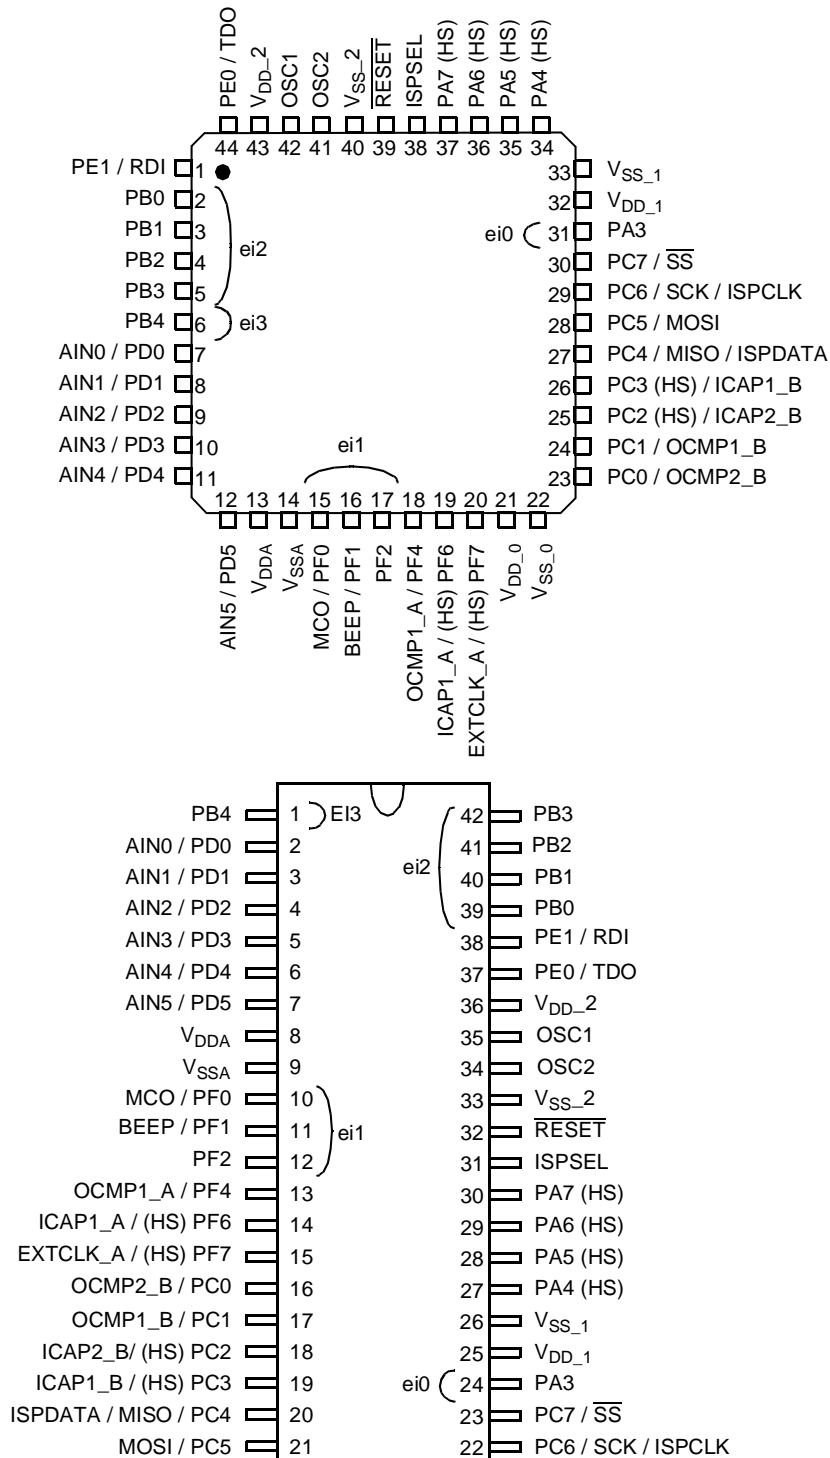 PE0 / TDO
VDD_2
OSC1
OSC2
VSS_2
RESET
ISPSEL
PA7 (HS)
PA6 (HS)
PA5 (HS)
PA4 (HS)
44 43 42 41 40 39 38 37 36 35 34
PE1 / RDI 1 33 VSS_1
PB0 2 32 VDD_1
PB1 3 ei0 31 PA3
ei2
PB2 4 30 PC7 / SS
PB3 5 29 PC6 / SCK / ISPCLK
PB4 6 ei3 28 PC5 / MOSI
AIN0 / PD0 7 27 PC4 / MISO / ISPDATA
AIN1 / PD1 8 26 PC3 (HS) / ICAP1_B
AIN2 / PD2 9 25 PC2 (HS) / ICAP2_B
AIN3 / PD3 10 ei1 24 PC1 / OCMP1_B
AIN4 / PD4 11 23 PC0 / OCMP2_B
12 13 14 15 16 17 18 19 20 21 22
AIN5 / PD5
VDDA
VSSA
MCO / PF0
BEEP / PF1
PF2
OCMP1_A / PF4
ICAP1_A / (HS) PF6
EXTCLK_A / (HS) PF7
VDD_0
VSS_0
PB4 1 EI3 42 PB3
AIN0 / PD0 2 41 PB2
ei2
AIN1 / PD1 3 40 PB1
AIN2 / PD2 4 39 PB0
AIN3 / PD3 5 38 PE1 / RDI
AIN4 / PD4 6 37 PE0 / TDO
AIN5 / PD5 7 36 VDD_2
VDDA 8 35 OSC1
VSSA 9 34 OSC2
MCO / PF0 10 33 VSS_2
BEEP / PF1 11 ei1 32 RESET
PF2 12 31 ISPSEL
OCMP1_A / PF4 13 30 PA7 (HS)
ICAP1_A / (HS) PF6 14 29 PA6 (HS)
EXTCLK_A / (HS) PF7 15 28 PA5 (HS)
OCMP2_B / PC0 16 27 PA4 (HS)
OCMP1_B / PC1 17 26 VSS_1
ICAP2_B/ (HS) PC2 18 25 VDD_1
ICAP1_B / (HS) PC3 19 ei0 24 PA3
ISPDATA / MISO / PC4 20 23 PC7 / SS
MOSI / PC5 21 22 PC6 / SCK / ISPCLK